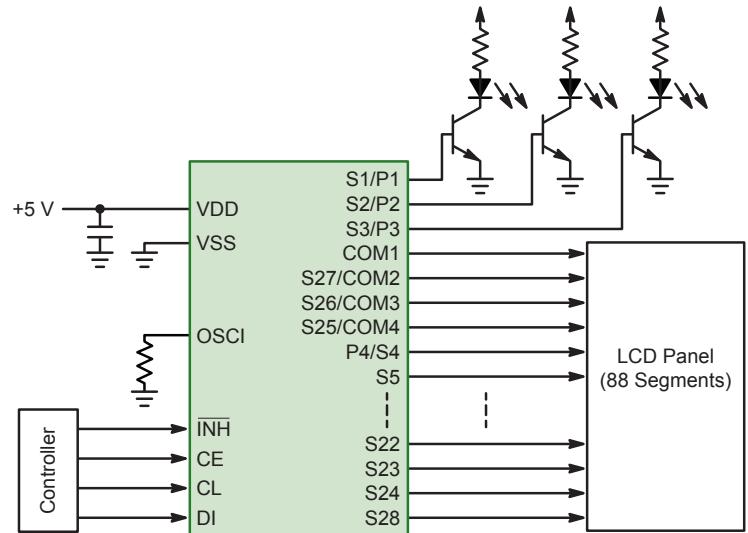 S1/P1
S2/P2
S3/P3
COM1
S27/COM2
S26/COM3
S25/COM4
P4/S4
S5
S22
S23
S24
S28
+5 V
VDD
VSS
OSCI
INH
CE
CL
DI
Controller
LCD Panel
(88 Segments)